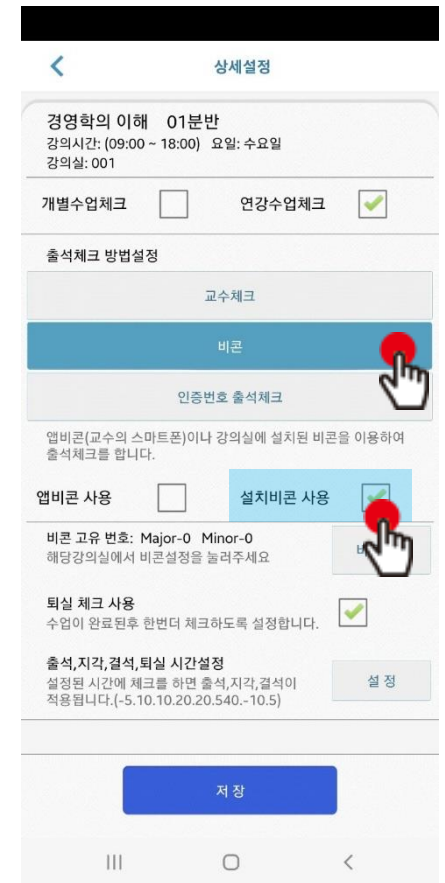 상세설정
경영학의 이해 01분반
강의시간: (09:00 ~ 18:00) 요일: 수요일
강의실: 001
개별수업체크 연강수업체크
출석체크 방법설정
교수체크
비콘
인증번호 출석체크
앱비콘(교수의 스마트폰)이나 강의실에 설치된 비콘을 이용하여
출석체크를 합니다.
앱비콘 사용 설치비콘 사용
비콘 고유 번호: Major-0 Minor-0
해당강의실에서 비콘설정을 눌러주세요
퇴실 체크 사용
수업이 완료된후 한번더 체크하도록 설정합니다.
출석,지각,결석,퇴실 시간설정
설정된 시간에 체크를 하면 출석,지각,결석이
적용됩니다.(-5.10.10.20.20.540.-10.5)
설 정
저 장